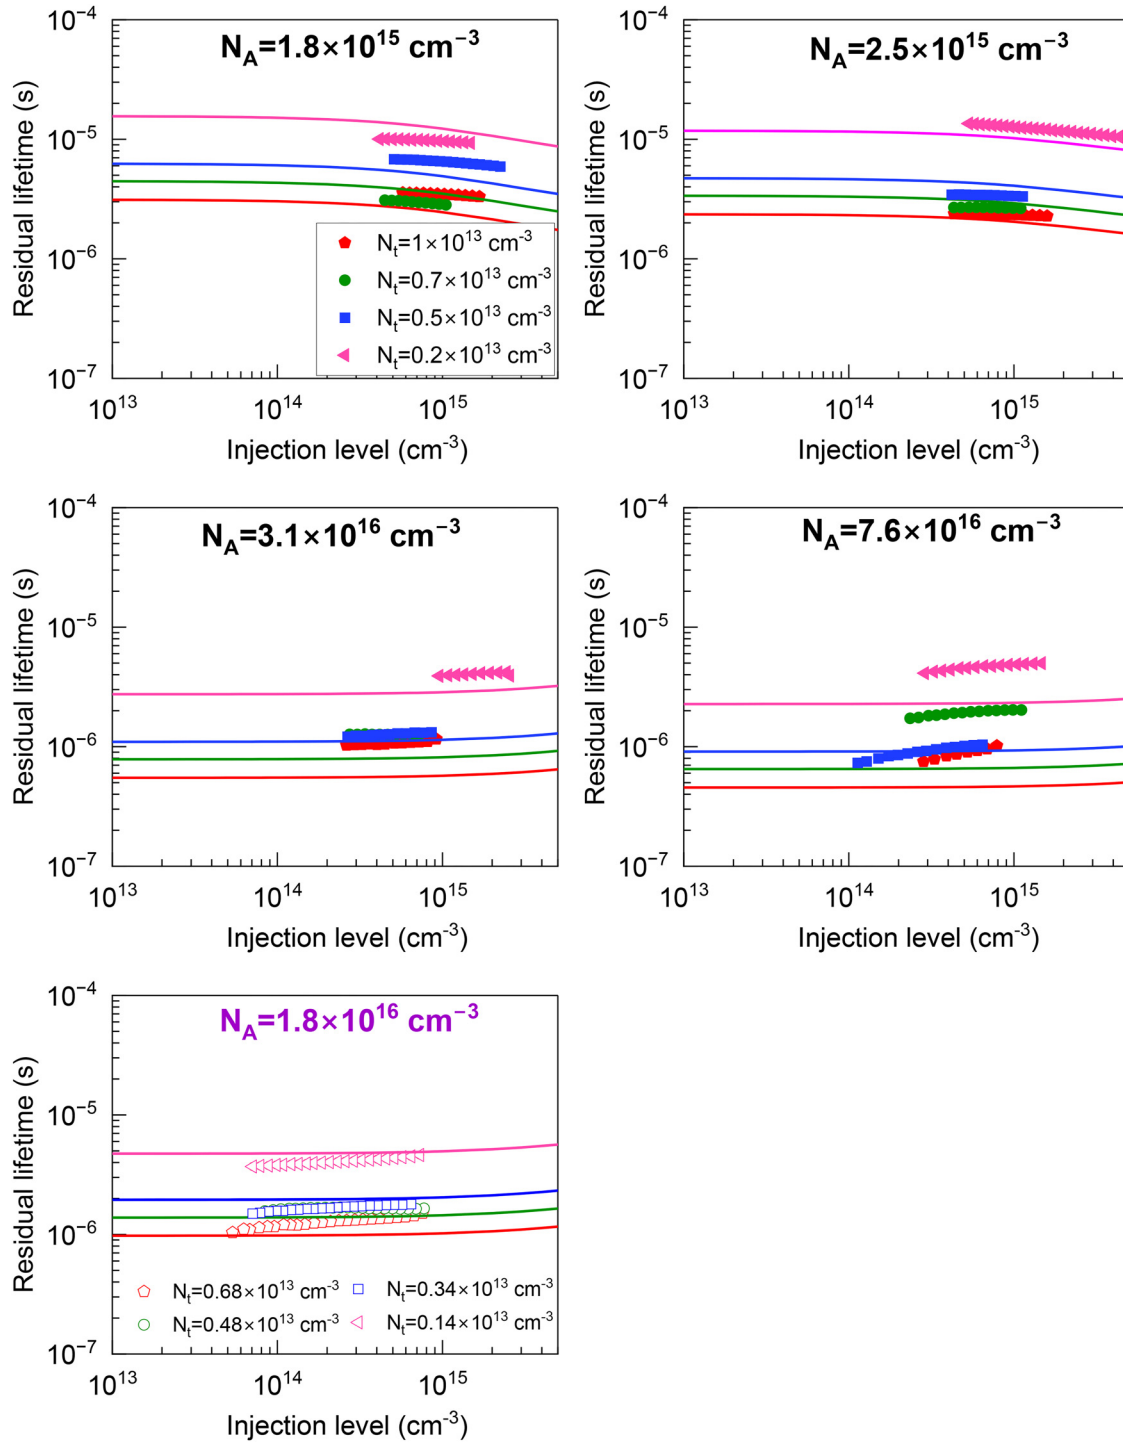 N_A=1.8×10^15 cm^−3
Residual lifetime (s)
10^−4
10^−5
10^−6
10^−7
N_t=1×10^13 cm^-3
N_t=0.7×10^13 cm^-3
N_t=0.5×10^13 cm^-3
N_t=0.2×10^13 cm^-3
10^13 10^14 10^15
Injection level (cm^-3)
N_A=2.5×10^15 cm^−3
Residual lifetime (s)
10^−4
10^−5
10^−6
10^−7
10^13 10^14 10^15
Injection level (cm^-3)
N_A=3.1×10^16 cm^−3
Residual lifetime (s)
10^−4
10^−5
10^−6
10^−7
10^13 10^14 10^15
Injection level (cm^-3)
N_A=7.6×10^16 cm^−3
Residual lifetime (s)
10^−4
10^−5
10^−6
10^−7
10^13 10^14 10^15
Injection level (cm^-3)
N_A=1.8×10^16 cm^−3
Residual lifetime (s)
10^−4
10^−5
10^−6
10^−7
N_t=0.68×10^13 cm^-3 N_t=0.34×10^13 cm^-3
N_t=0.48×10^13 cm^-3 N_t=0.14×10^13 cm^-3
10^13 10^14 10^15
Injection level (cm^-3)